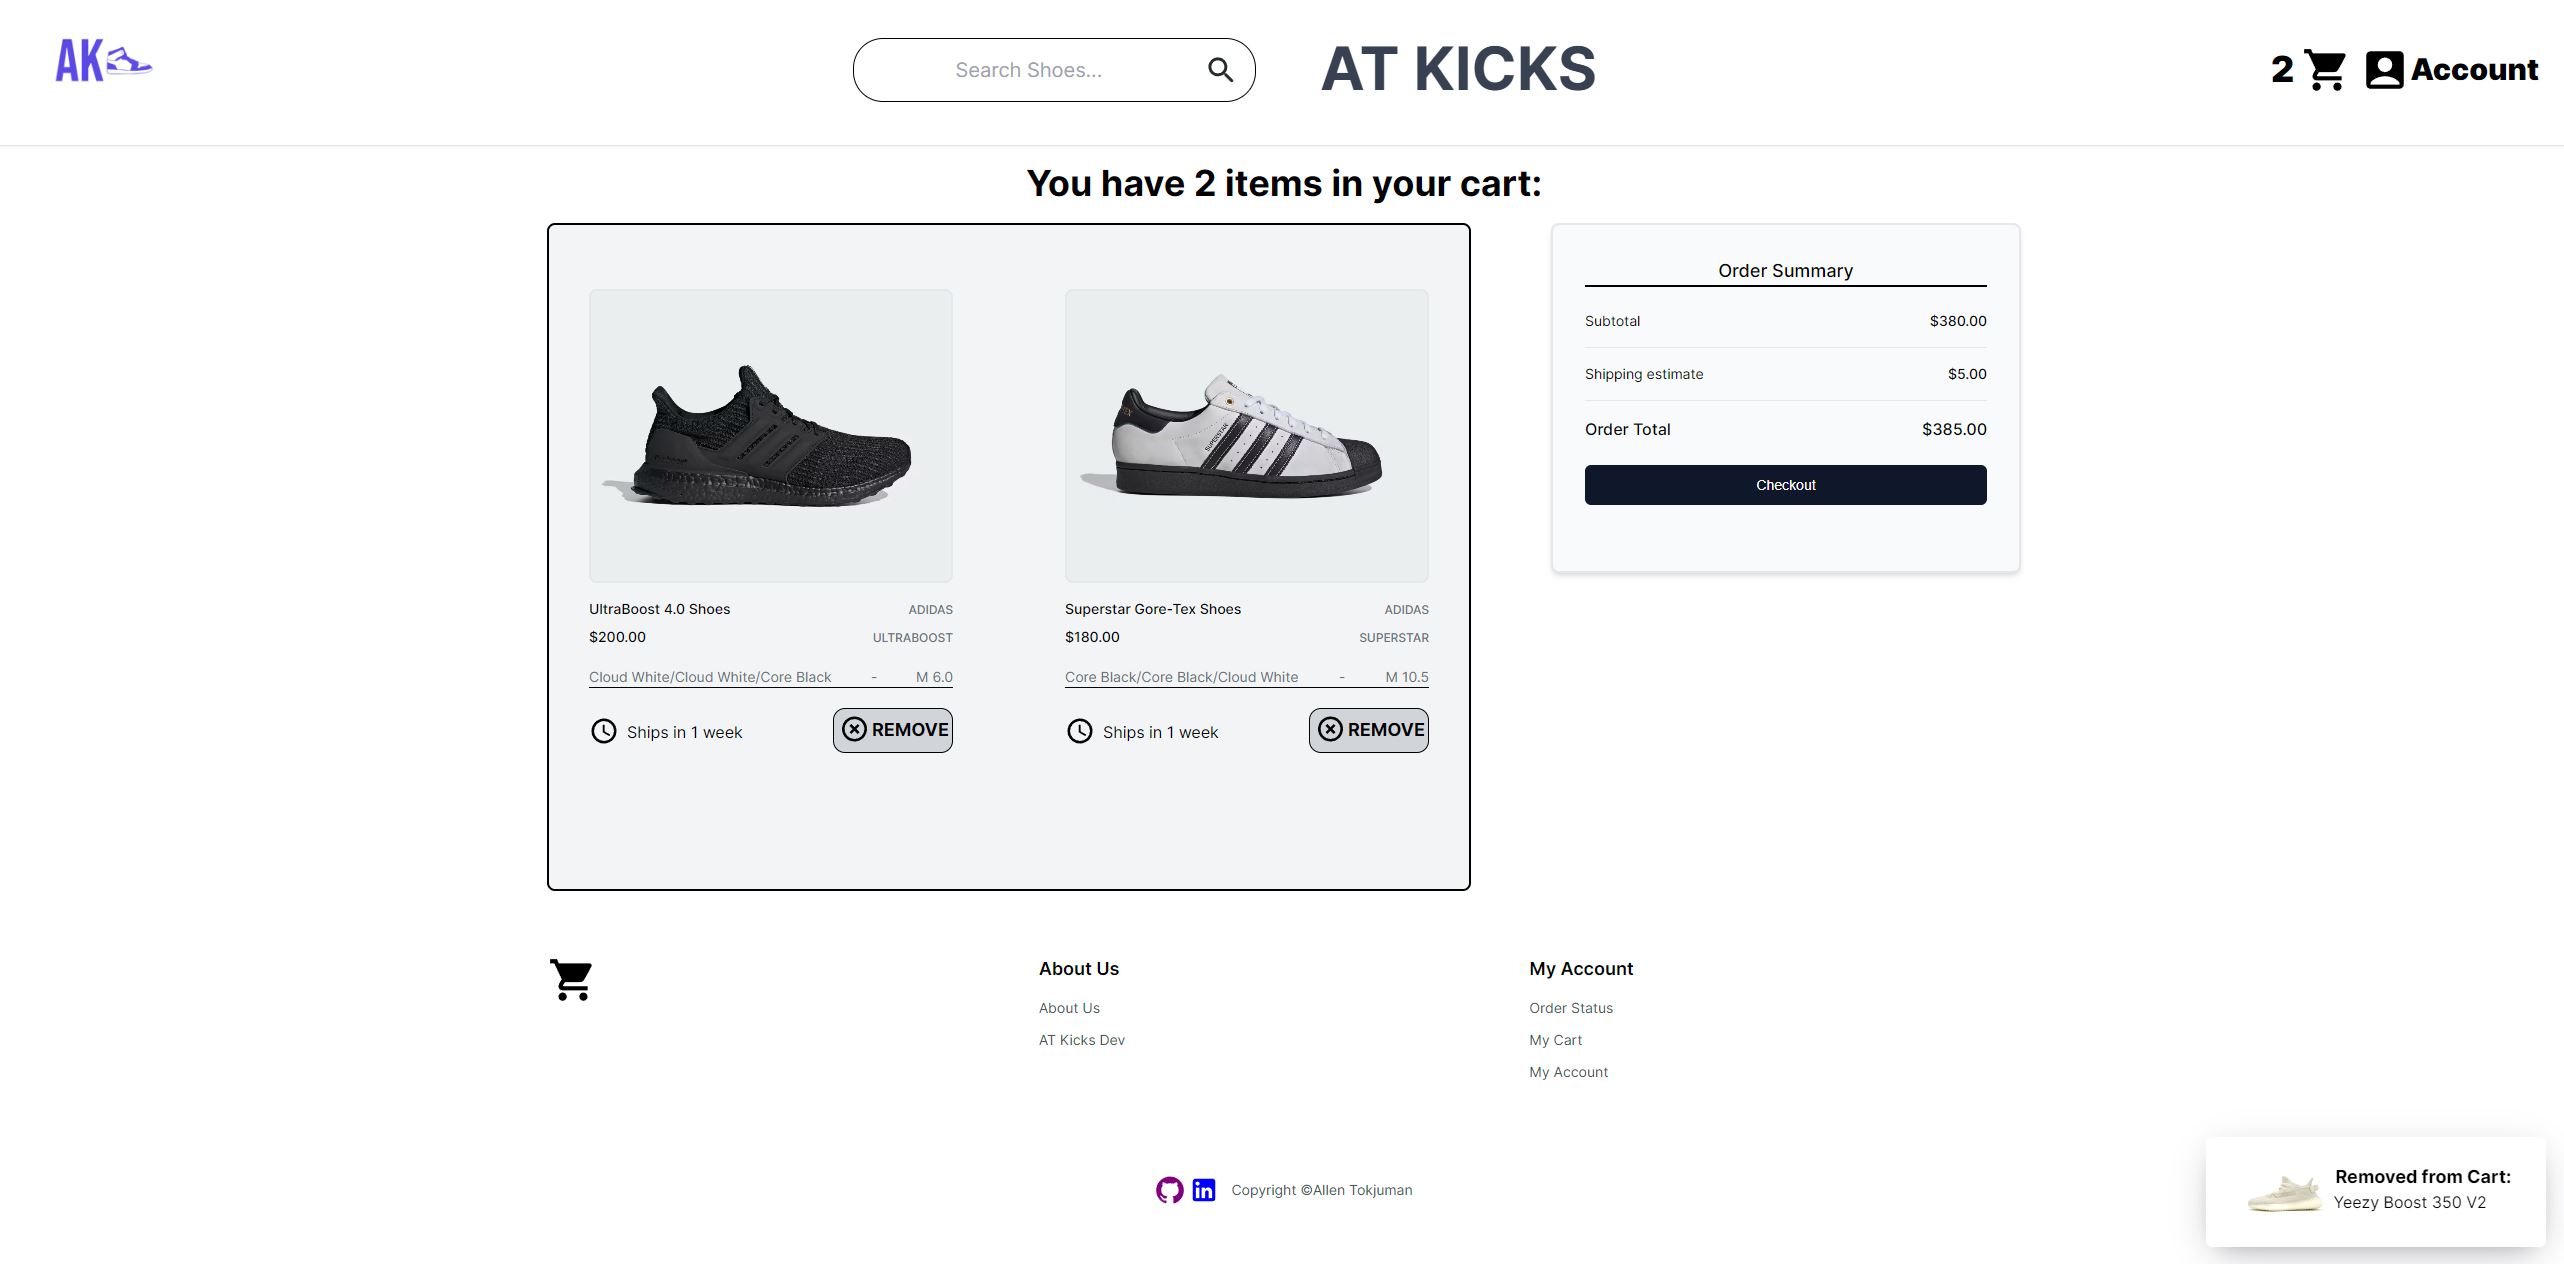 AK
Search Shoes...
AT KICKS
2
Account
You have 2 items in your cart:
SUPERSTAR
UltraBoost 4.0 Shoes ADIDAS
$200.00 ULTRABOOST
Cloud White/Cloud White/Core Black - M 6.0
Ships in 1 week
REMOVE
Superstar Gore-Tex Shoes ADIDAS
$180.00 SUPERSTAR
Core Black/Core Black/Cloud White - M 10.5
Ships in 1 week
REMOVE
Order Summary
Subtotal $380.00
Shipping estimate $5.00
Order Total $385.00
Checkout
About Us
About Us
AT Kicks Dev
My Account
Order Status
My Cart
My Account
in Copyright ©Allen Tokjuman
Removed from Cart:
Yeezy Boost 350 V2